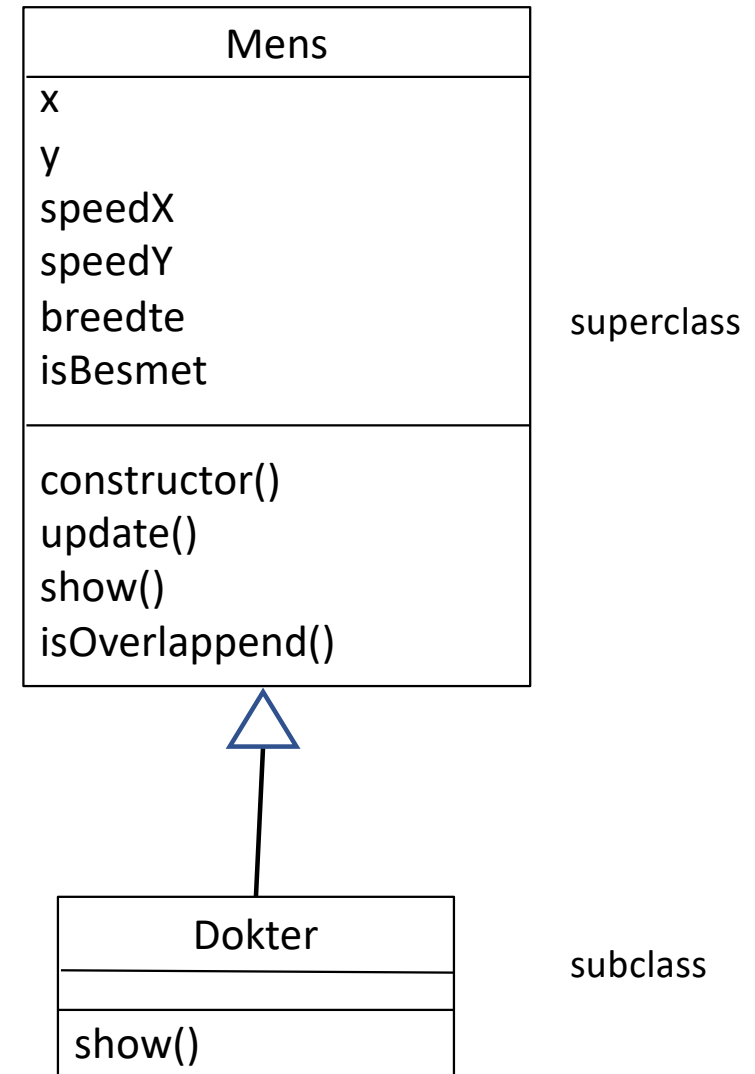 Mens
x
y
speedX
speedY
breedte
isBesmet
superclass
constructor()
update()
show()
isOverlappend()
Dokter
subclass
show()